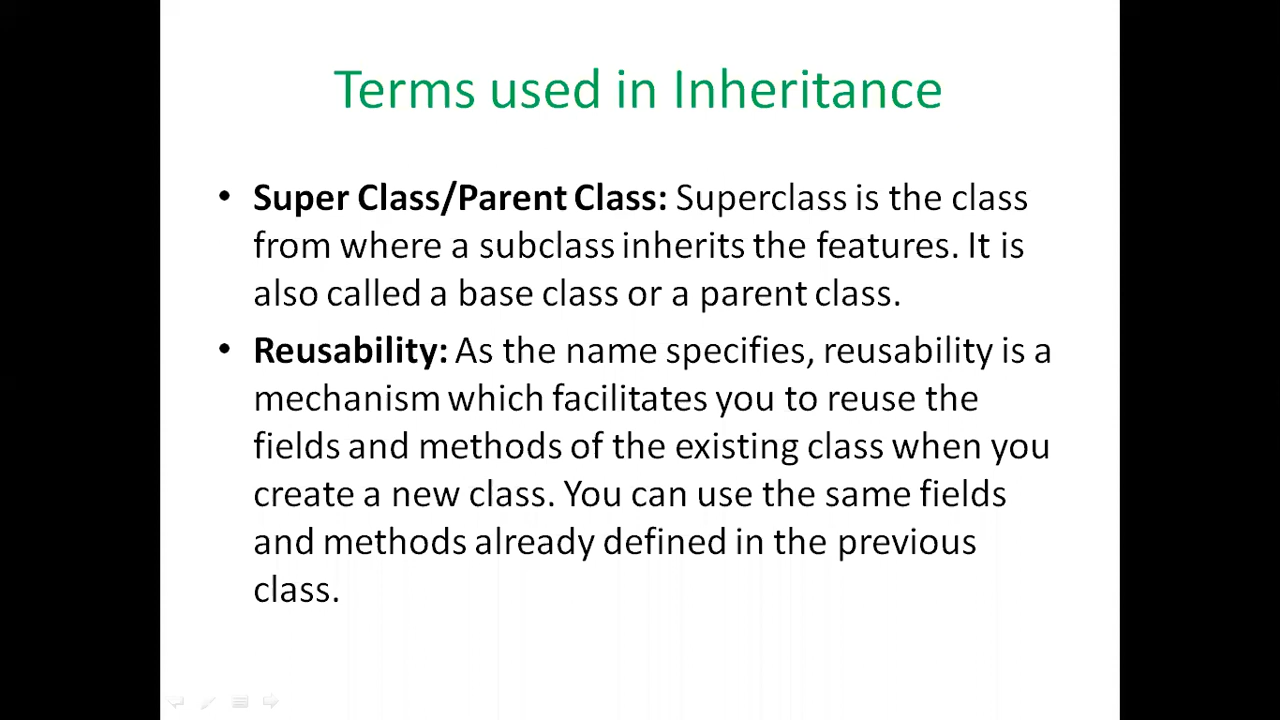 Terms used in Inheritance
• Super Class/Parent Class: Superclass is the class
from where a subclass inherits the features. It is
also called a base class or a parent class.
• Reusability: As the name specifies, reusability is a
mechanism which facilitates you to reuse the
fields and methods of the existing class when you
create a new class. You can use the same fields
and methods already defined in the previous
class.